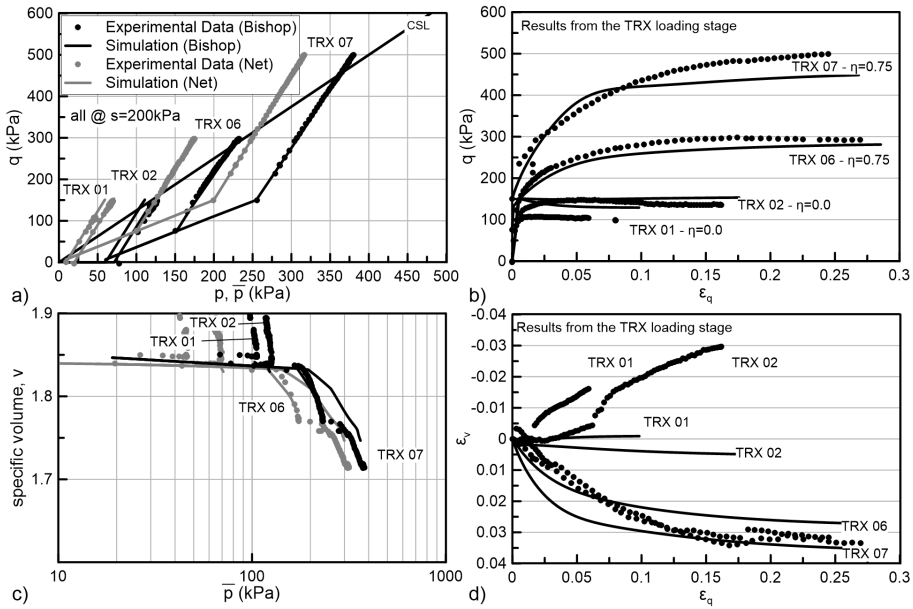 600
500
400
300
200
100
0
q (kPa)
Experimental Data (Bishop)
Simulation (Bishop)
Experimental Data (Net)
Simulation (Net)
all @ s=200kPa
CSL
TRX 07
TRX 06
TRX 01
TRX 02
0 50 100 150 200 250 300 350 400 450 500
p, p̅ (kPa)
a)
600
500
400
300
200
100
0
q (kPa)
Results from the TRX loading stage
TRX 07 - η=0.75
TRX 06 - η=0.75
TRX 02 - η=0.0
TRX 01 - η=0.0
0 0.05 0.1 0.15 0.2 0.25 0.3
εq
b)
1.9
1.8
1.7
specific volume, v
TRX 02
TRX 01
TRX 06
TRX 07
10 100 1000
p̅ (kPa)
c)
-0.04
-0.03
-0.02
-0.01
0
0.01
0.02
0.03
0.04
εv
Results from the TRX loading stage
TRX 01
TRX 02
TRX 01
TRX 02
TRX 06
TRX 07
0 0.05 0.1 0.15 0.2 0.25 0.3
εq
d)